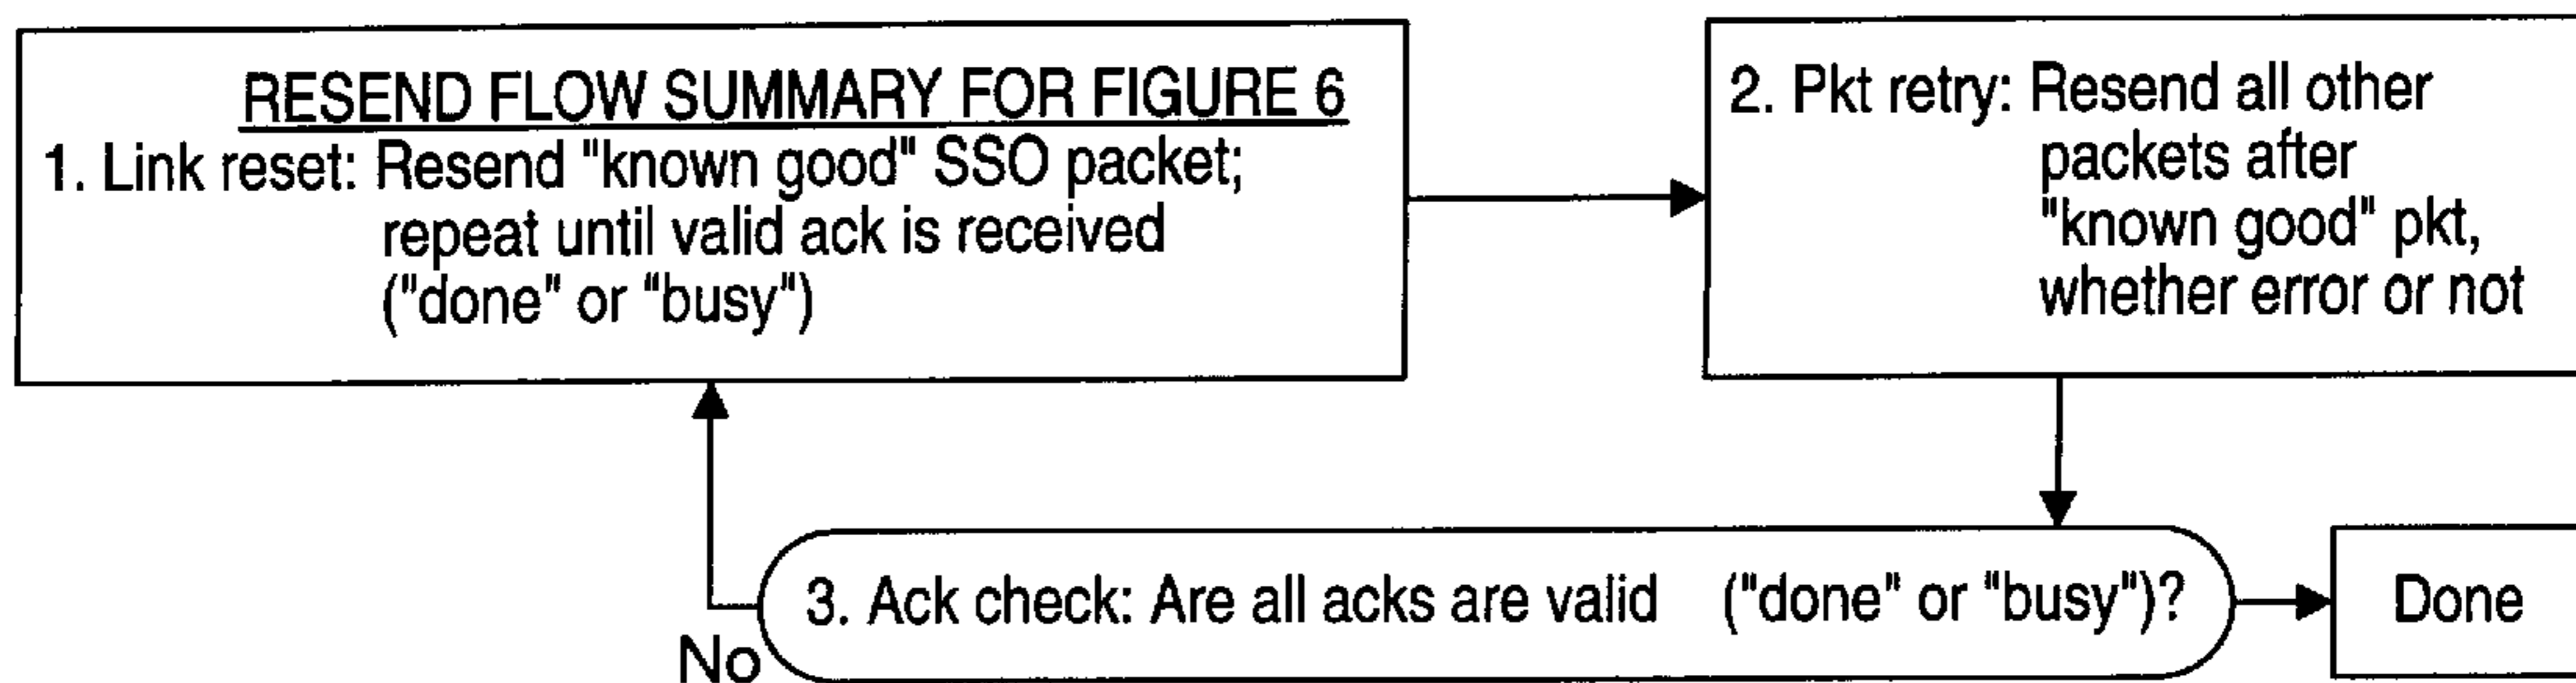 RESEND FLOW SUMMARY FOR FIGURE 6
1. Link reset: Resend "known good" SSO packet;
repeat until valid ack is received
("done" or "busy")
2. Pkt retry: Resend all other
packets after
"known good" pkt,
whether error or not
3. Ack check: Are all acks are valid ("done" or "busy")?
No
Done